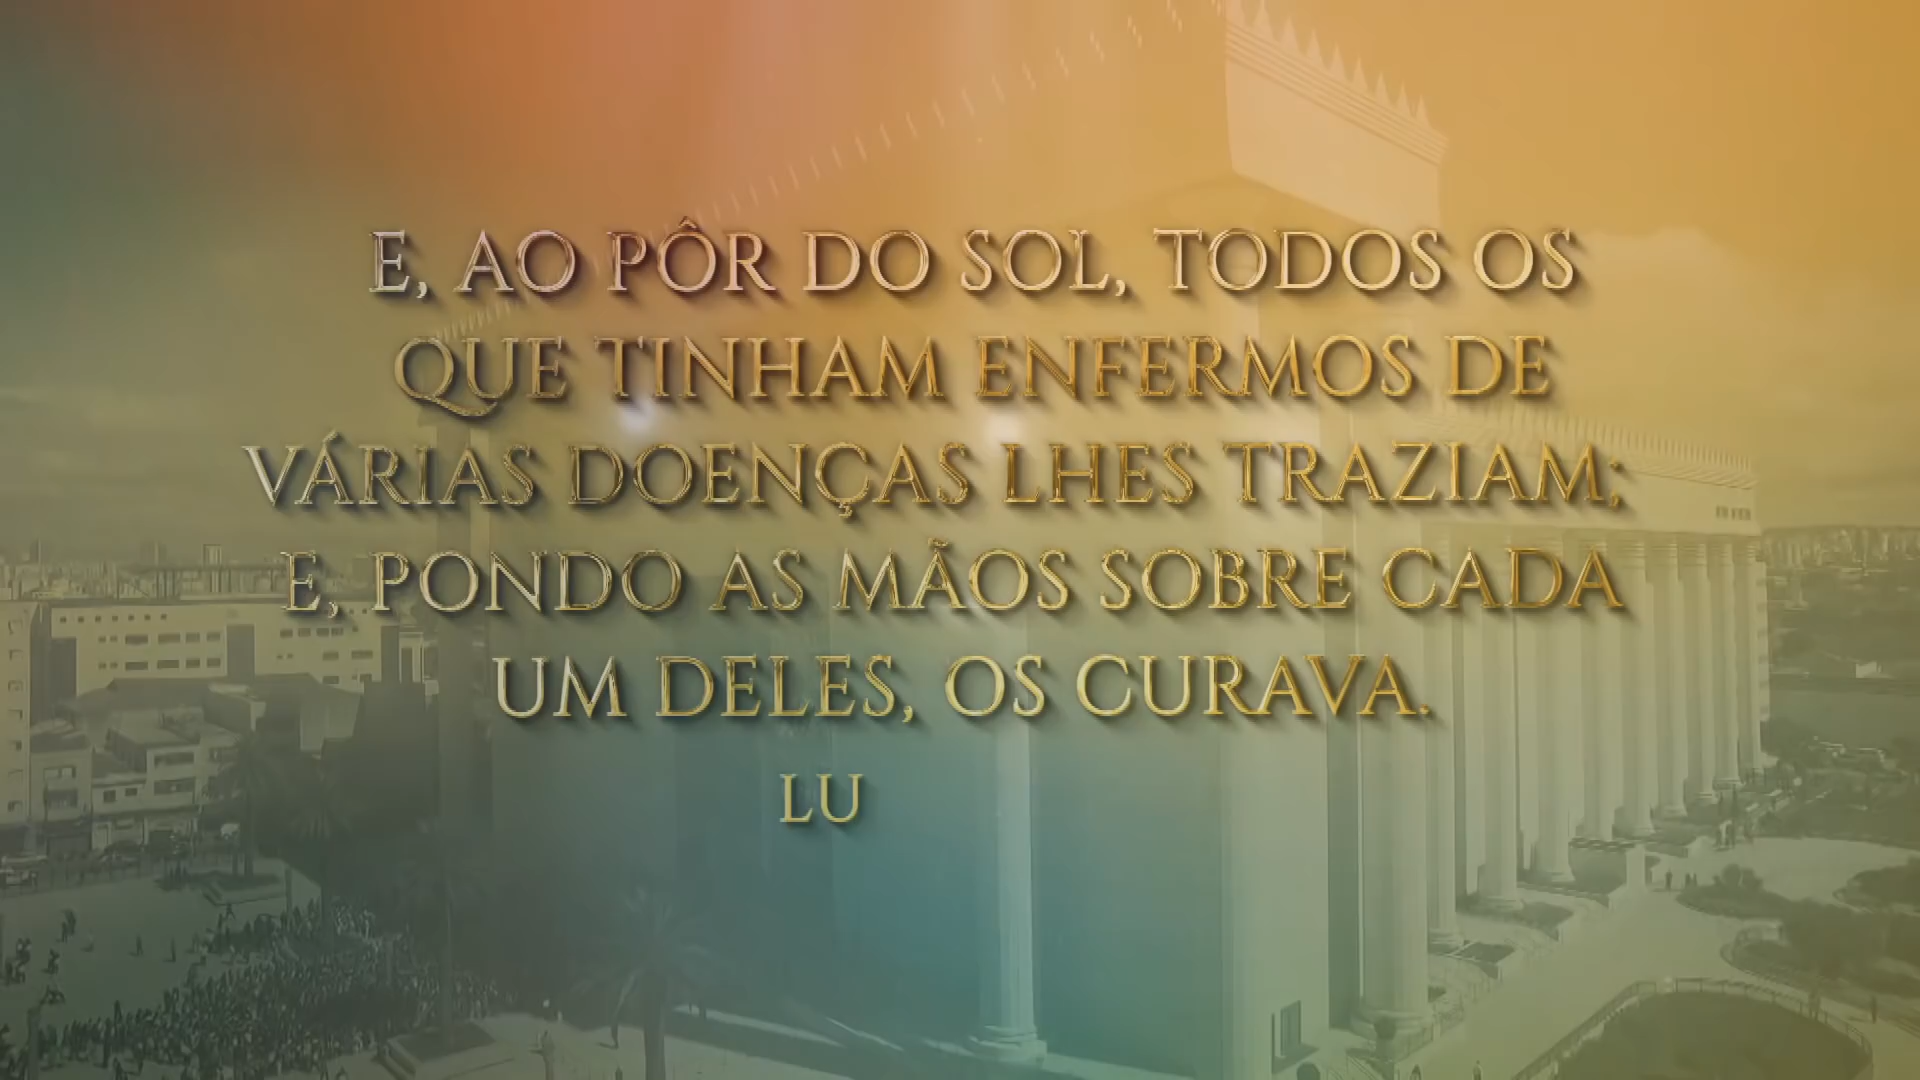 E, AO PÔR DO SOL, TODOS OS
QUE TINHAM ENFERMOS DE
VÁRIAS DOENÇAS LHES TRAZIAM;
E, PONDO AS MÃOS SOBRE CADA
UM DELES, OS CURAVA.
LU